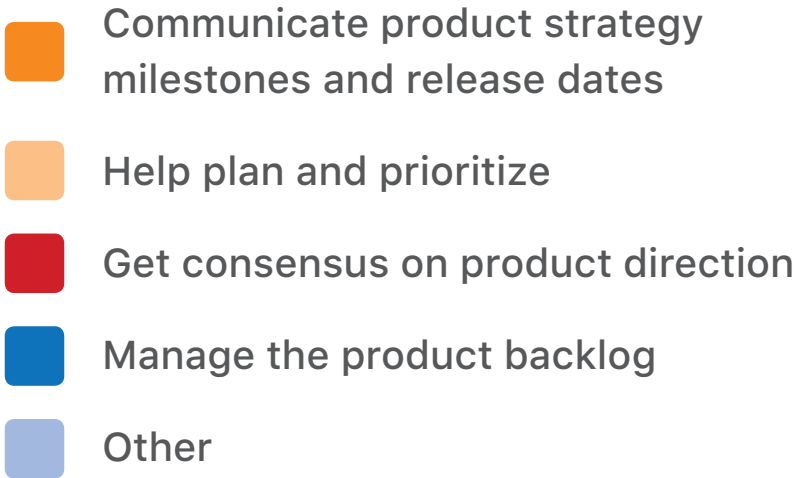 Communicate product strategy
milestones and release dates
Help plan and prioritize
Get consensus on product direction
Manage the product backlog
Other